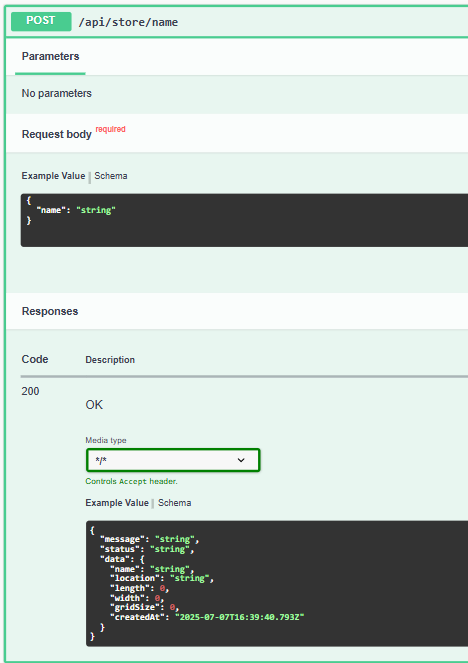 POST /api/store/name
Parameters
No parameters
Request body required
Example Value | Schema
{
  "name": "string"
}
Responses
Code Description
200
OK
Media type
*/*
Controls Accept header.
Example Value | Schema
{
  "message": "string",
  "status": "string",
  "data": {
    "name": "string",
    "location": "string",
    "length": 0,
    "width": 0,
    "gridSize": 0,
    "createdAt": "2025-07-07T16:39:40.793Z"
  }
}